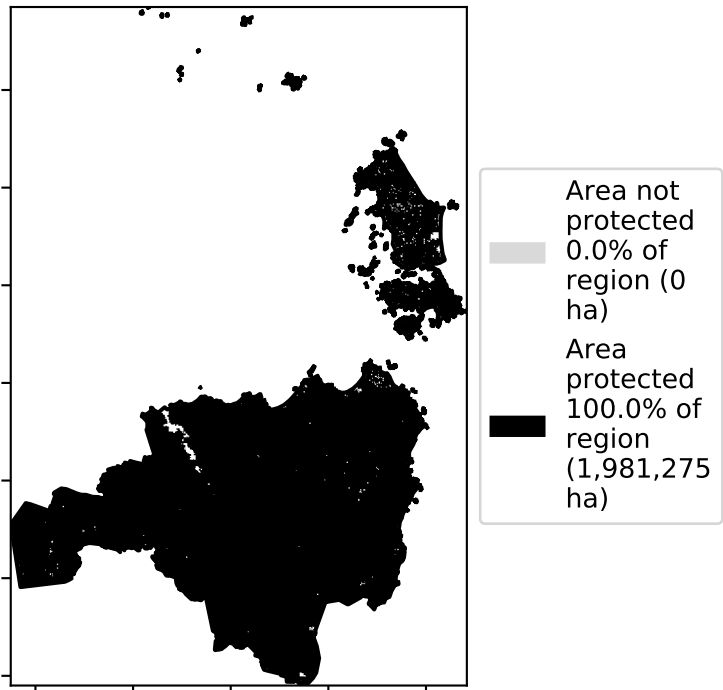 Area not
protected
0.0% of
region (0
ha)
Area
protected
100.0% of
region
(1,981,275
ha)